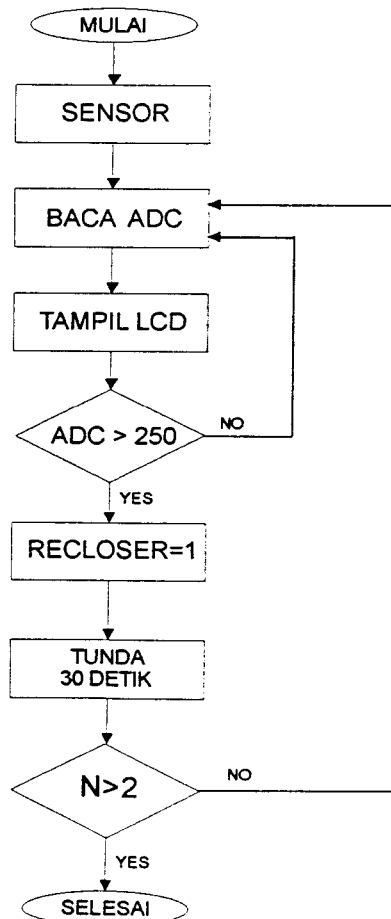 MULAI
SENSOR
BACA ADC
TAMPIL LCD
ADC > 250
NO
YES
RECLOSER=1
TUNDA
30 DETIK
N>2
NO
YES
SELESAI